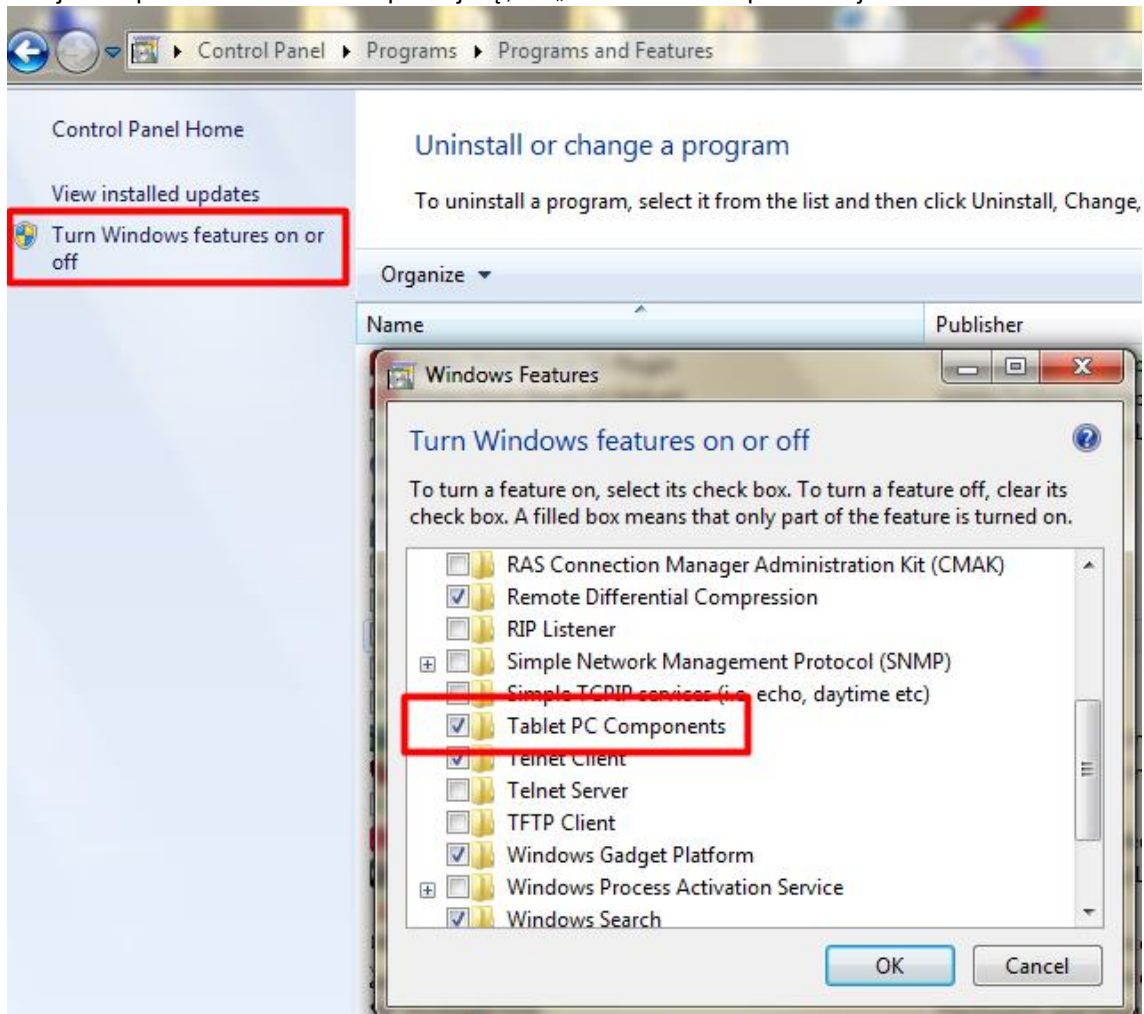 Control Panel Programs Programs and Features
Control Panel Home
View installed updates
Turn Windows features on or
off
Uninstall or change a program
To uninstall a program, select it from the list and then click Uninstall, Change,
Organize
Name Publisher
Windows Features
Turn Windows features on or off
To turn a feature on, select its check box. To turn a feature off, clear its
check box. A filled box means that only part of the feature is turned on.
RAS Connection Manager Administration Kit (CMAK)
Remote Differential Compression
RIP Listener
Simple Network Management Protocol (SNMP)
Simple TCPIP services (i.e. echo, daytime etc)
Tablet PC Components
Telnet Client
Telnet Server
TFTP Client
Windows Gadget Platform
Windows Process Activation Service
Windows Search
OK Cancel